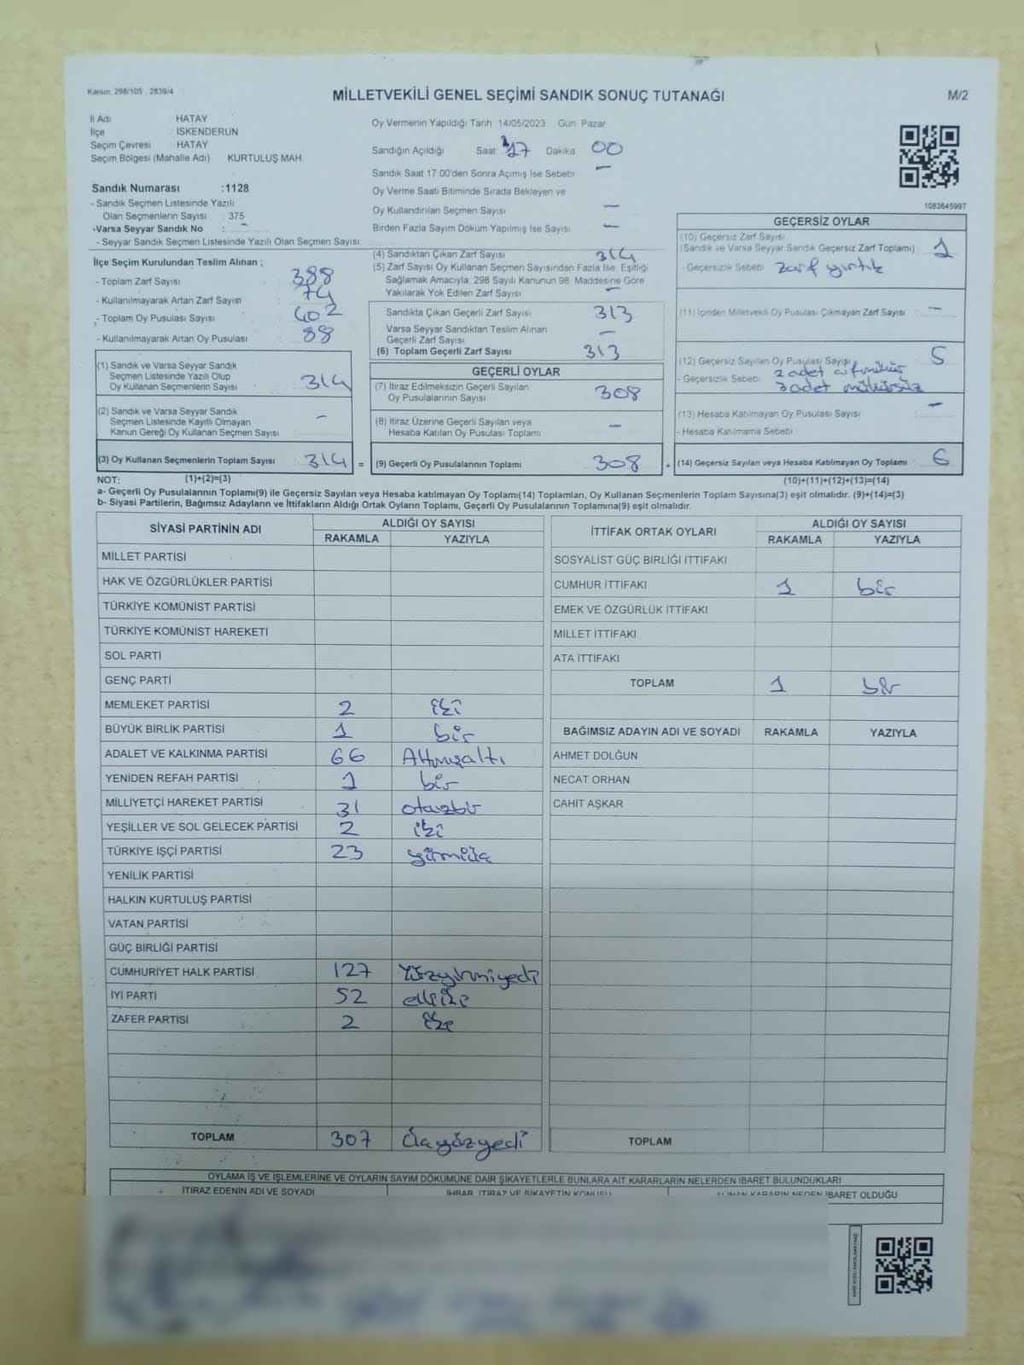 Kanun: 298/105 , 2839/4
MİLLETVEKİLİ GENEL SEÇİMİ SANDIK SONUÇ TUTANAĞI
M/2
İl Adı HATAY
İlçe İSKENDERUN
Seçim Çevresi HATAY
Seçim Bölgesi (Mahalle Adı) KURTULUŞ MAH.
Sandık Numarası :1128
- Sandık Seçmen Listesinde Yazılı
Olan Seçmenlerin Sayısı : 375
-Varsa Seyyar Sandık No : -
- Seyyar Sandık Seçmen Listesinde Yazılı Olan Seçmen Sayısı:
İlçe Seçim Kurulundan Teslim Alınan ;
- Toplam Zarf Sayısı 388
- Kullanılmayarak Artan Zarf Sayısı 74
- Toplam Oy Pusulası Sayısı 402
- Kullanılmayarak Artan Oy Pusulası 88
(1) Sandık ve Varsa Seyyar Sandık
Seçmen Listesinde Yazılı Olup
Oy Kullanan Seçmenlerin Sayısı 314
(2) Sandık ve Varsa Seyyar Sandık
Seçmen Listesinde Kayıtlı Olmayan
Kanun Gereği Oy Kullanan Seçmen Sayısı -
(3) Oy Kullanan Seçmenlerin Toplam Sayısı 314 =
Oy Vermenin Yapıldığı Tarih 14/05/2023 Gün: Pazar
Sandığın Açıldığı Saat 17 Dakika 00
Sandık Saat 17:00'den Sonra Açılmış İse Sebebi -
Oy Verme Saati Bitiminde Sırada Bekleyen ve
Oy Kullandırılan Seçmen Sayısı -
Birden Fazla Sayım Döküm Yapılmış İse Sayısı -
(4) Sandıktan Çıkan Zarf Sayısı 314
(5) Zarf Sayısı Oy Kullanan Seçmen Sayısından Fazla İse, Eşitliği
Sağlamak Amacıyla, 298 Sayılı Kanunun 98. Maddesine Göre
Yakılarak Yok Edilen Zarf Sayısı -
Sandıkta Çıkan Geçerli Zarf Sayısı 313
Varsa Seyyar Sandıktan Teslim Alınan
Geçerli Zarf Sayısı -
(6) Toplam Geçerli Zarf Sayısı 313
GEÇERLİ OYLAR
(7) İtiraz Edilmeksizin Geçerli Sayılan
Oy Pusulalarının Sayısı 308
(8) İtiraz Üzerine Geçerli Sayılan veya
Hesaba Katılan Oy Pusulası Toplamı -
(9) Geçerli Oy Pusulalarının Toplamı 308 +
1083645997
GEÇERSİZ OYLAR
(10) Geçersiz Zarf Sayısı
(Sandık ve Varsa Seyyar Sandık Geçersiz Zarf Toplamı) 1
- Geçersizlik Sebebi zarf yırtık
(11) İçinden Milletvekili Oy Pusulası Çıkmayan Zarf Sayısı -
(12) Geçersiz Sayılan Oy Pusulası Sayısı 5
- Geçersizlik Sebebi 2 adet çift mühür
3 adet mühürsüz
(13) Hesaba Katılmayan Oy Pusulası Sayısı -
- Hesaba Katılmama Sebebi
(14) Geçersiz Sayılan veya Hesaba Katılmayan Oy Toplamı 6
NOT: (1)+(2)=(3) (10)+(11)+(12)+(13)=(14)
a- Geçerli Oy Pusulalarının Toplamı(9) ile Geçersiz Sayılan veya Hesaba katılmayan Oy Toplamı(14) Toplamları, Oy Kullanan Seçmenlerin Toplam Sayısına(3) eşit olmalıdır. (9)+(14)=(3)
b- Siyasi Partilerin, Bağımsız Adayların ve İttifakların Aldığı Ortak Oyların Toplamı, Geçerli Oy Pusulalarının Toplamına(9) eşit olmalıdır.
SİYASİ PARTİNİN ADI ALDIĞI OY SAYISI
RAKAMLA YAZIYLA
MİLLET PARTİSİ
HAK VE ÖZGÜRLÜKLER PARTİSİ
TÜRKİYE KOMÜNİST PARTİSİ
TÜRKİYE KOMÜNİST HAREKETİ
SOL PARTİ
GENÇ PARTİ
MEMLEKET PARTİSİ 2 iki
BÜYÜK BİRLİK PARTİSİ 1 bir
ADALET VE KALKINMA PARTİSİ 66 Altmışaltı
YENİDEN REFAH PARTİSİ 1 bir
MİLLİYETÇİ HAREKET PARTİSİ 31 otuzbir
YEŞİLLER VE SOL GELECEK PARTİSİ 2 iki
TÜRKİYE İŞÇİ PARTİSİ 23 yirmiüç
YENİLİK PARTİSİ
HALKIN KURTULUŞ PARTİSİ
VATAN PARTİSİ
GÜÇ BİRLİĞİ PARTİSİ
CUMHURİYET HALK PARTİSİ 127 Yüzyirmiyedi
İYİ PARTİ 52 elliiki
ZAFER PARTİSİ 2 iki
TOPLAM 307 Üçyüzyedi
İTTİFAK ORTAK OYLARI ALDIĞI OY SAYISI
RAKAMLA YAZIYLA
SOSYALİST GÜÇ BİRLİĞİ İTTİFAKI
CUMHUR İTTİFAKI 1 bir
EMEK VE ÖZGÜRLÜK İTTİFAKI
MİLLET İTTİFAKI
ATA İTTİFAKI
TOPLAM 1 bir
BAĞIMSIZ ADAYIN ADI VE SOYADI RAKAMLA YAZIYLA
AHMET DOLĞUN
NECAT ORHAN
CAHİT AŞKAR
TOPLAM
OYLAMA İŞ VE İŞLEMLERİNE VE OYLARIN SAYIM DÖKÜMÜNE DAİR ŞİKAYETLERLE BUNLARA AİT KARARLARIN NELERDEN İBARET BULUNDUKLARI
İTİRAZ EDENİN ADI VE SOYADI İHBAR, İTİRAZ VE ŞİKAYETİN KONUSU ALINAN KARARIN NEDEN İBARET OLDUĞU